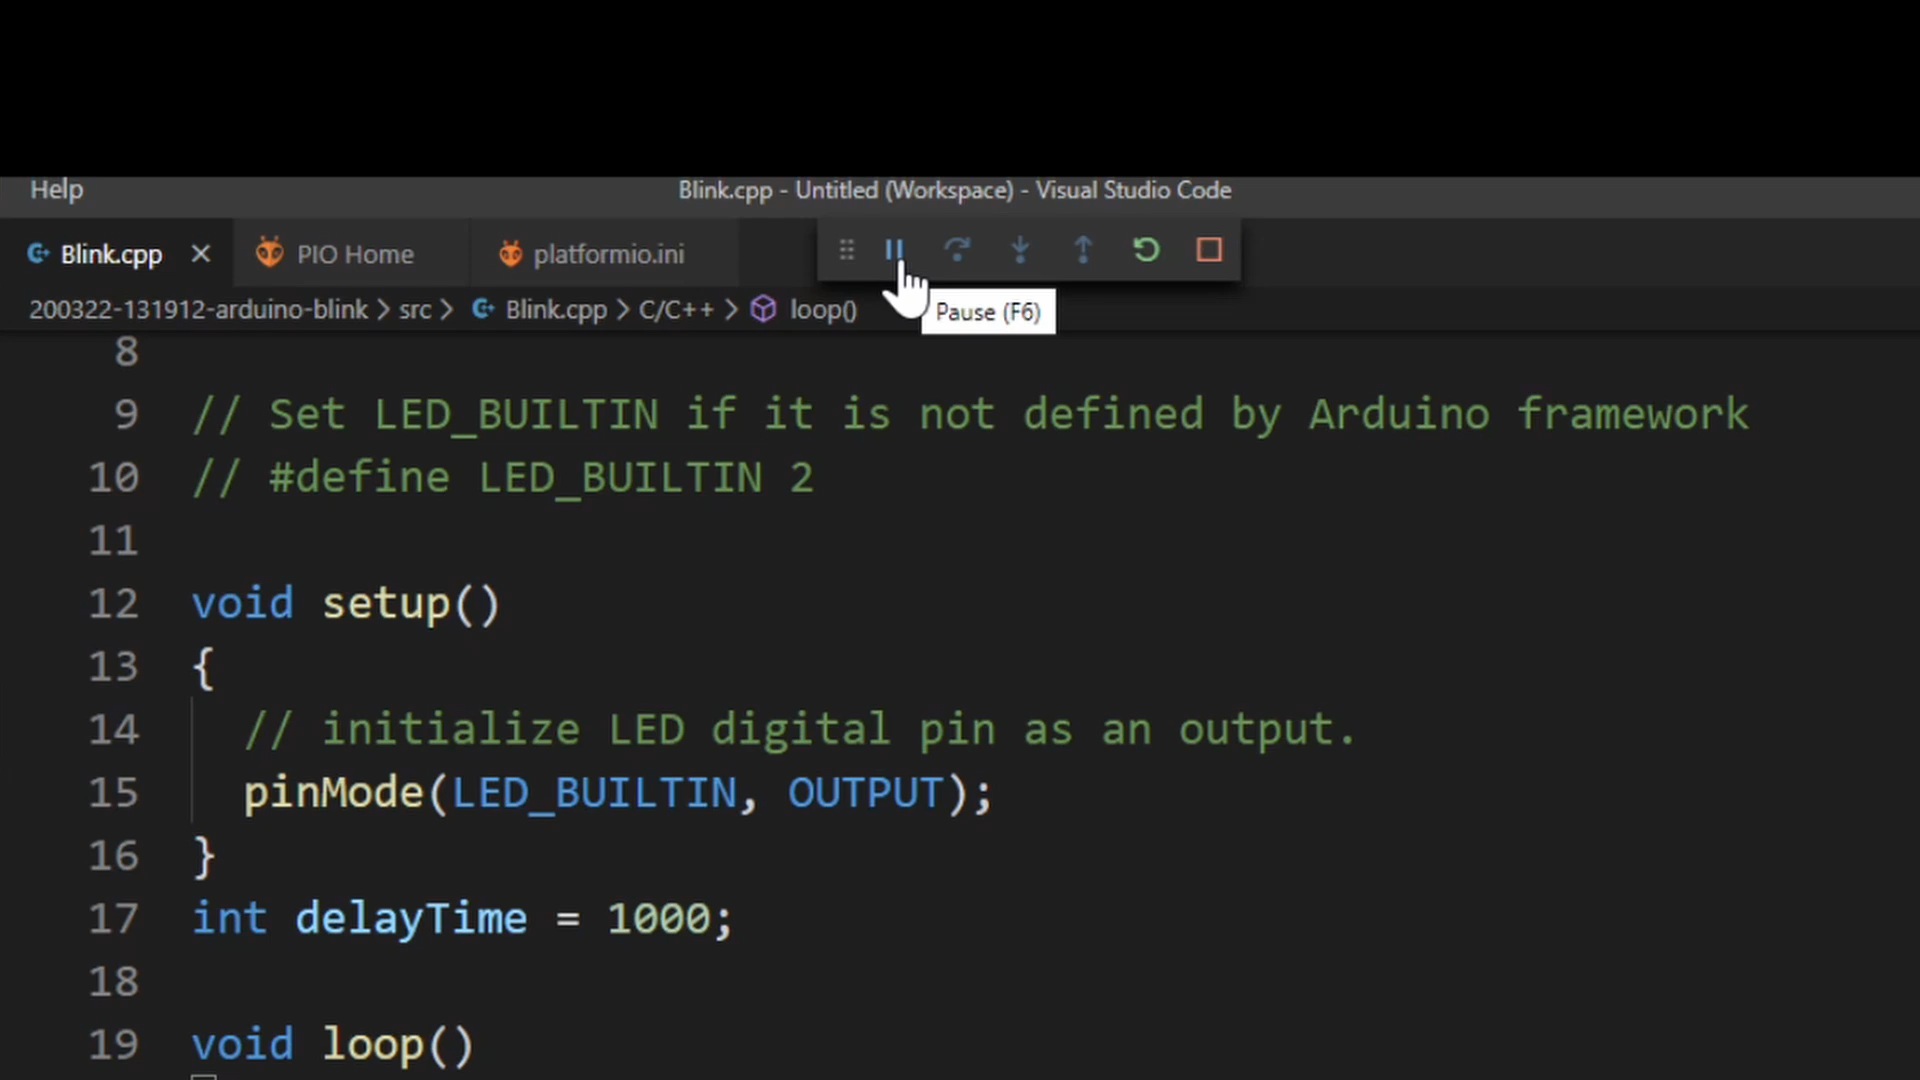 Help
Blink.cpp - Untitled (Workspace) - Visual Studio Code
Blink.cpp PIO Home platformio.ini
200322-131912-arduino-blink > src > Blink.cpp > C/C++ > loop()
Pause (F6)
8
9 // Set LED_BUILTIN if it is not defined by Arduino framework
10 // #define LED_BUILTIN 2
11
12 void setup()
13 {
14 // initialize LED digital pin as an output.
15 pinMode(LED_BUILTIN, OUTPUT);
16 }
17 int delayTime = 1000;
18
19 void loop()